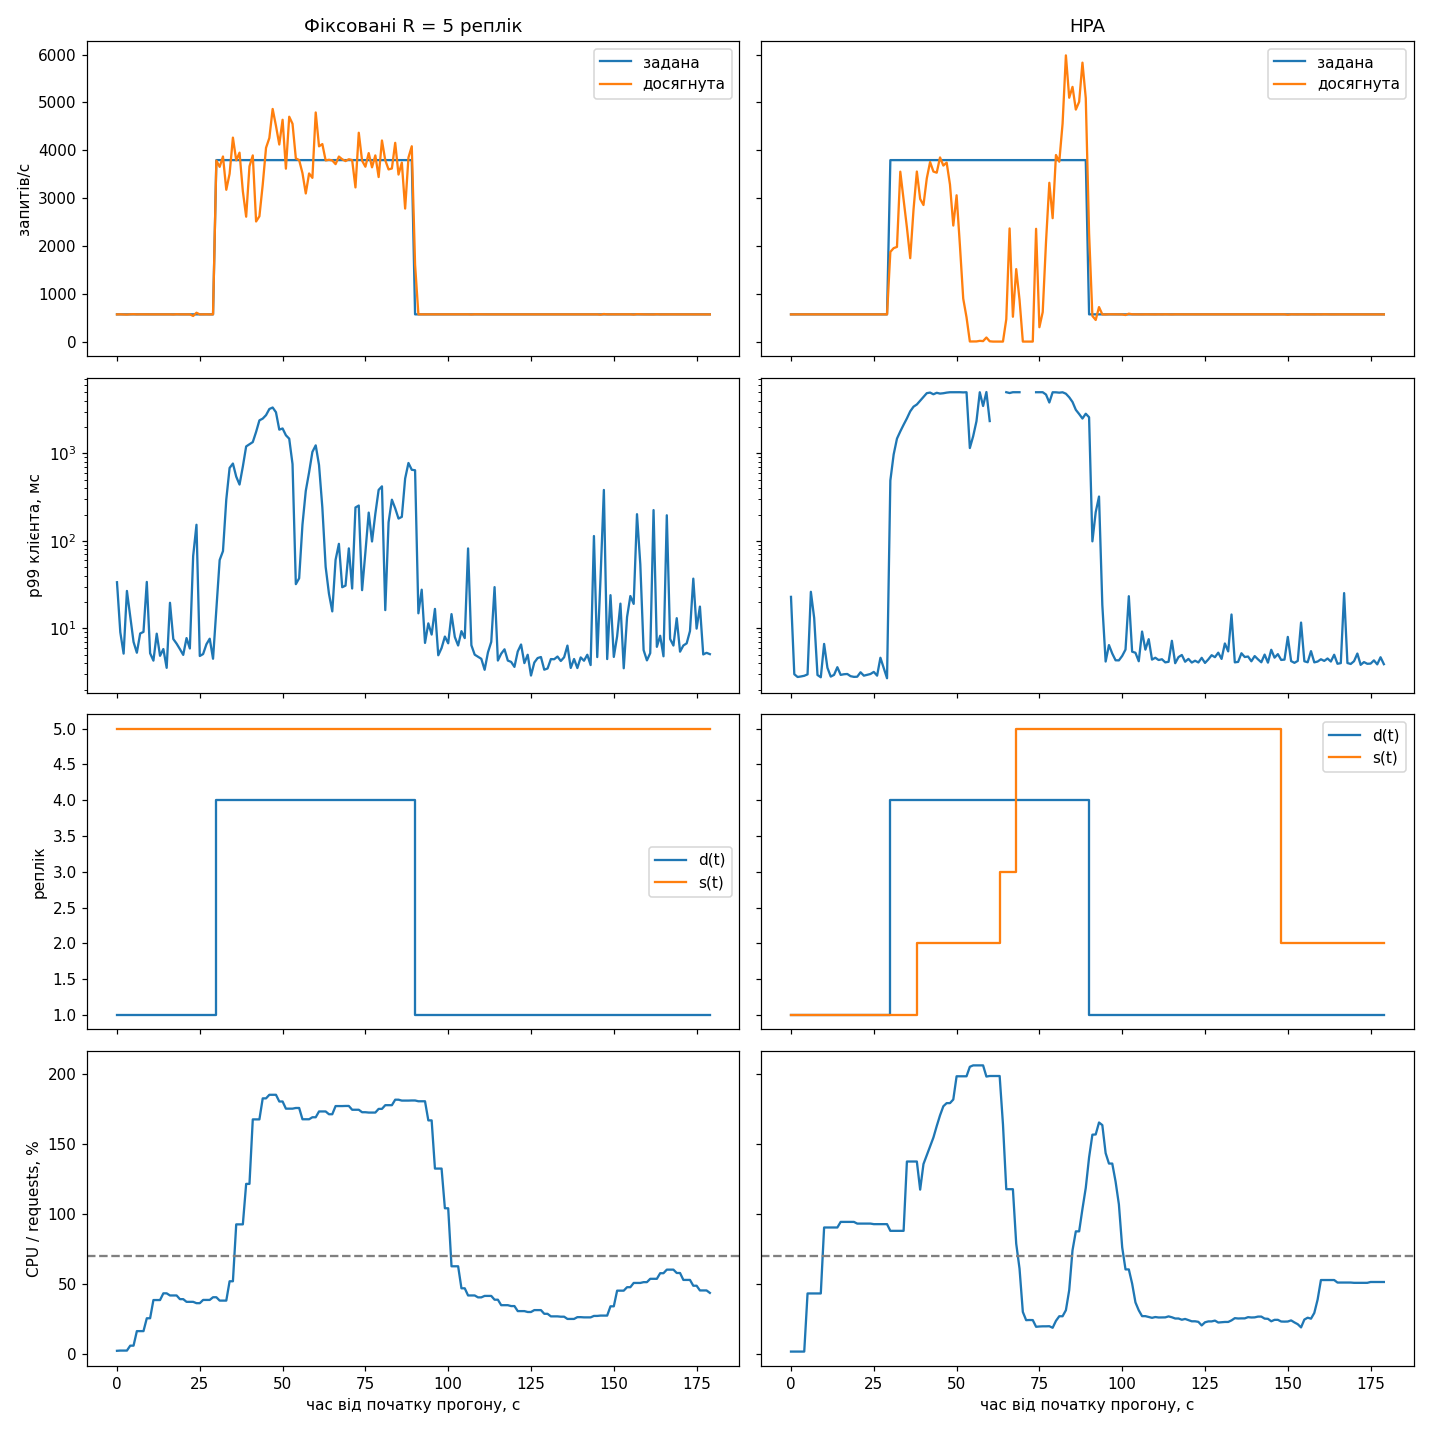 Фіксовані R = 5 реплік
HPA
запитів/с
6000
5000
4000
3000
2000
1000
0
задана
досягнута
задана
досягнута
p99 клієнта, мс
10³
10²
10¹
реплік
5.0
4.5
4.0
3.5
3.0
2.5
2.0
1.5
1.0
d(t)
s(t)
d(t)
s(t)
CPU / requests, %
200
150
100
50
0
0 25 50 75 100 125 150 175
0 25 50 75 100 125 150 175
час від початку прогону, с
час від початку прогону, с